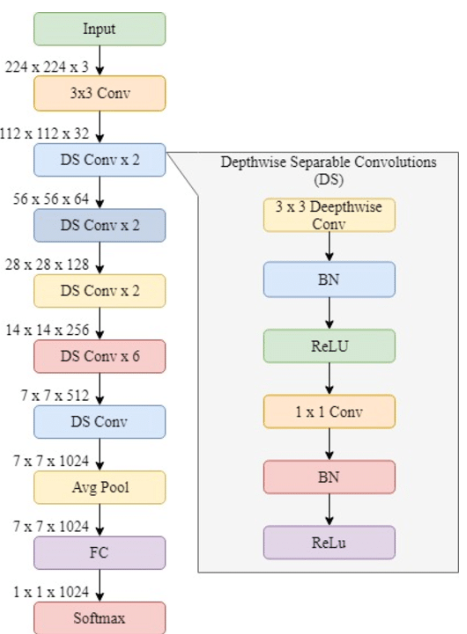 Input
224 x 224 x 3
3x3 Conv
112 x 112 x 32
DS Conv x 2
56 x 56 x 64
DS Conv x 2
28 x 28 x 128
DS Conv x 2
14 x 14 x 256
DS Conv x 6
7 x 7 x 512
DS Conv
7 x 7 x 1024
Avg Pool
7 x 7 x 1024
FC
1 x 1 x 1024
Softmax
Depthwise Separable Convolutions
(DS)
3 x 3 Deepthwise
Conv
BN
ReLU
1 x 1 Conv
BN
ReLu